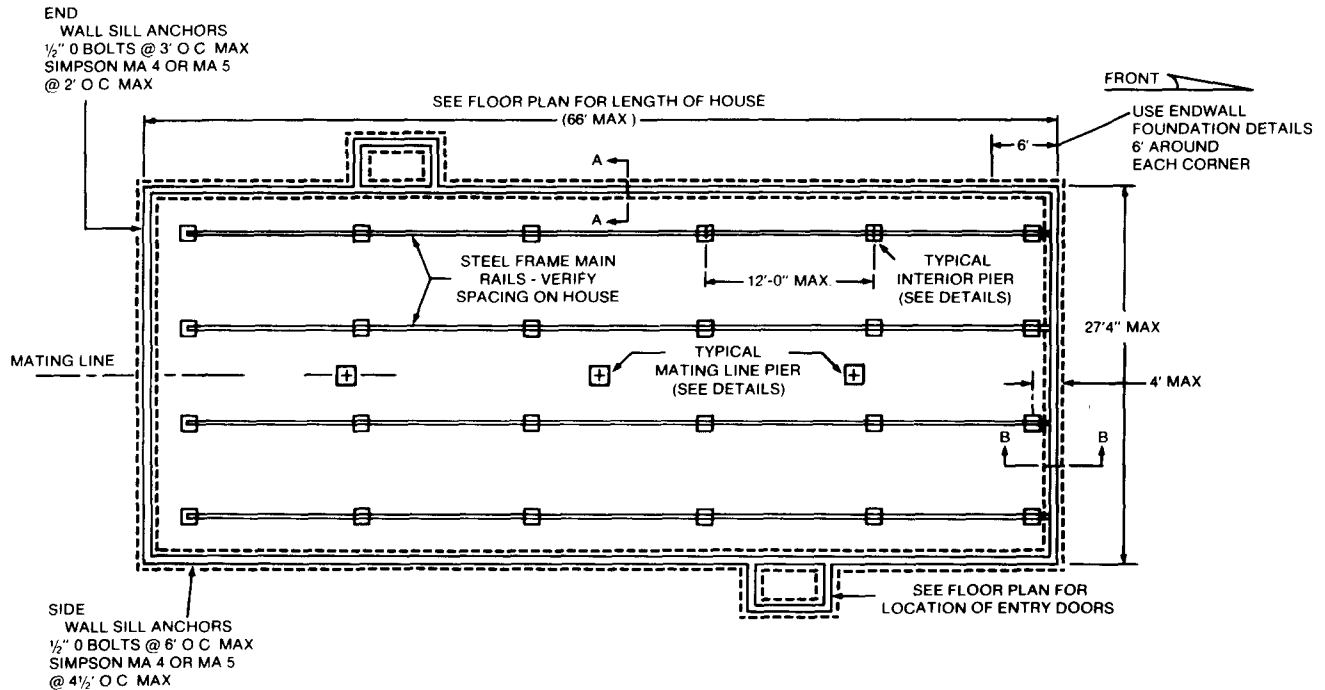 END
WALL SILL ANCHORS
½" 0 BOLTS @ 3' O C MAX
SIMPSON MA 4 OR MA 5
@ 2' O C MAX
SEE FLOOR PLAN FOR LENGTH OF HOUSE
(66' MAX )
FRONT
USE ENDWALL
FOUNDATION DETAILS
6' AROUND
EACH CORNER
6'
A
A
STEEL FRAME MAIN
RAILS - VERIFY
SPACING ON HOUSE
12'-0" MAX.
TYPICAL
INTERIOR PIER
(SEE DETAILS)
27'4" MAX
MATING LINE
TYPICAL
MATING LINE PIER
(SEE DETAILS)
4' MAX
B
B
SEE FLOOR PLAN FOR
LOCATION OF ENTRY DOORS
SIDE
WALL SILL ANCHORS
½" 0 BOLTS @ 6' O C MAX
SIMPSON MA 4 OR MA 5
@ 4½' O C MAX